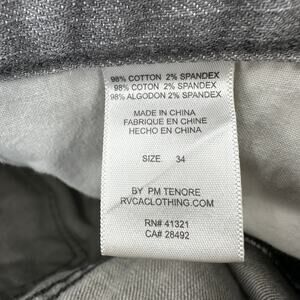 98% COTTON 2% SPANDEX
98% COTON 2% SPANDEX
98% ALGODON 2% SPANDEX
MADE IN CHINA
FABRIQUE EN CHINE
HECHO EN CHINA
SIZE 34
BY PM TENORE
RVCACLOTHING.COM
RN# 41321
CA# 28492